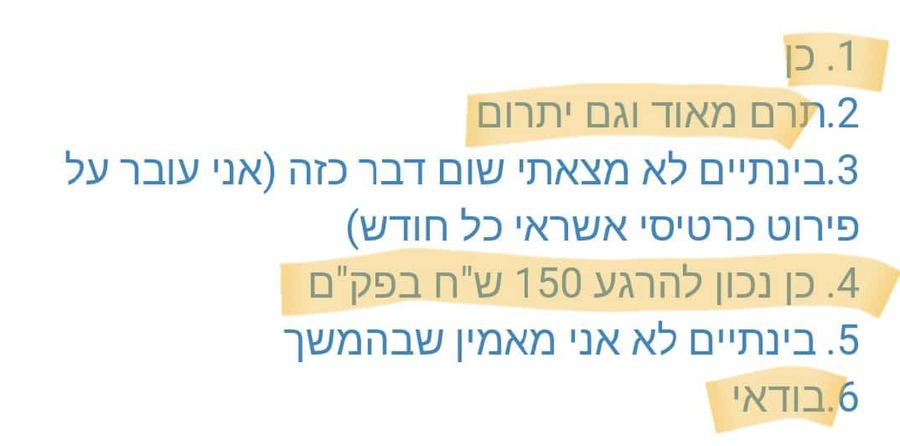 1. כן
2.תרם מאוד וגם יתרום
3.בינתיים לא מצאתי שום דבר כזה (אני עובר על
פירוט כרטיסי אשראי כל חודש)
4. כן נכון להרגע 150 ש"ח בפק"ם
5. בינתיים לא אני מאמין שבהמשך
6.בודאי